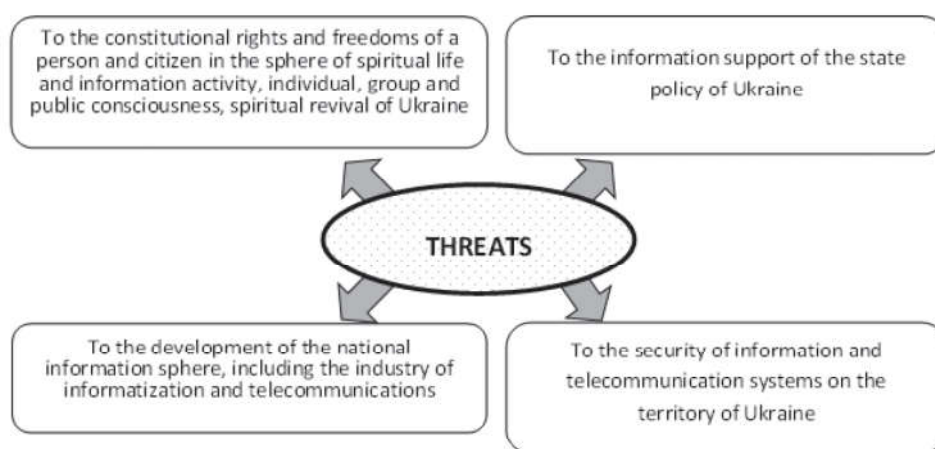 To the constitutional rights and freedoms of a
person and citizen in the sphere of spiritual life
and information activity, individual, group and
public consciousness, spiritual revival of Ukraine
To the information support of the state
policy of Ukraine
THREATS
To the development of the national
information sphere, including the industry of
informatization and telecommunications
To the security of information and
telecommunication systems on the
territory of Ukraine